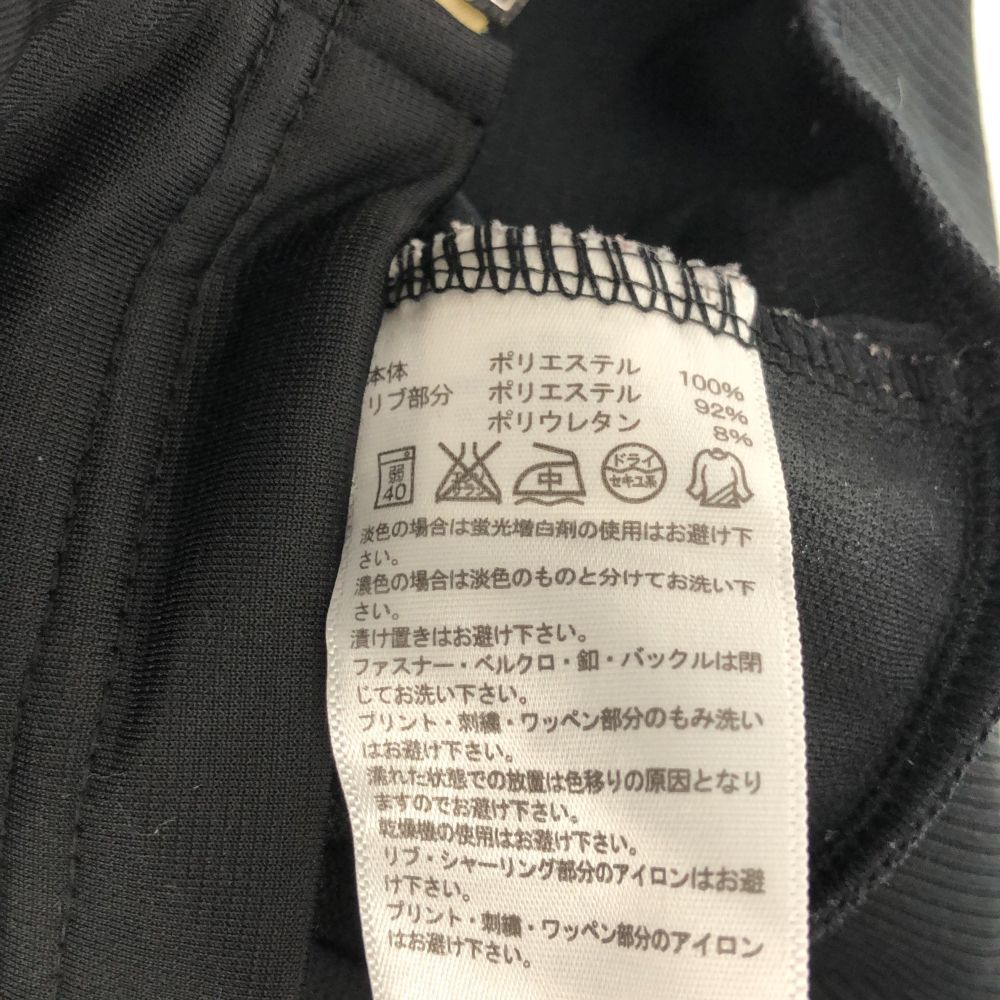 本体 ポリエステル 100%
リブ部分 ポリエステル 92%
ポリウレタン 8%
弱 40 エンソサラシ 中 ドライ セキユ系
淡色の場合は蛍光増白剤の使用はお避け下
さい。
濃色の場合は淡色のものと分けてお洗い下
さい。
漬け置きはお避け下さい。
ファスナー・ベルクロ・釦・バックルは閉
じてお洗い下さい。
プリント・刺繍・ワッペン部分のもみ洗い
はお避け下さい。
濡れた状態での放置は色移りの原因となり
ますのでお避け下さい。
乾燥機の使用はお避け下さい。
リブ・シャーリング部分のアイロンはお避
け下さい。
プリント・刺繍・ワッペン部分のアイロン
はお避け下さい。